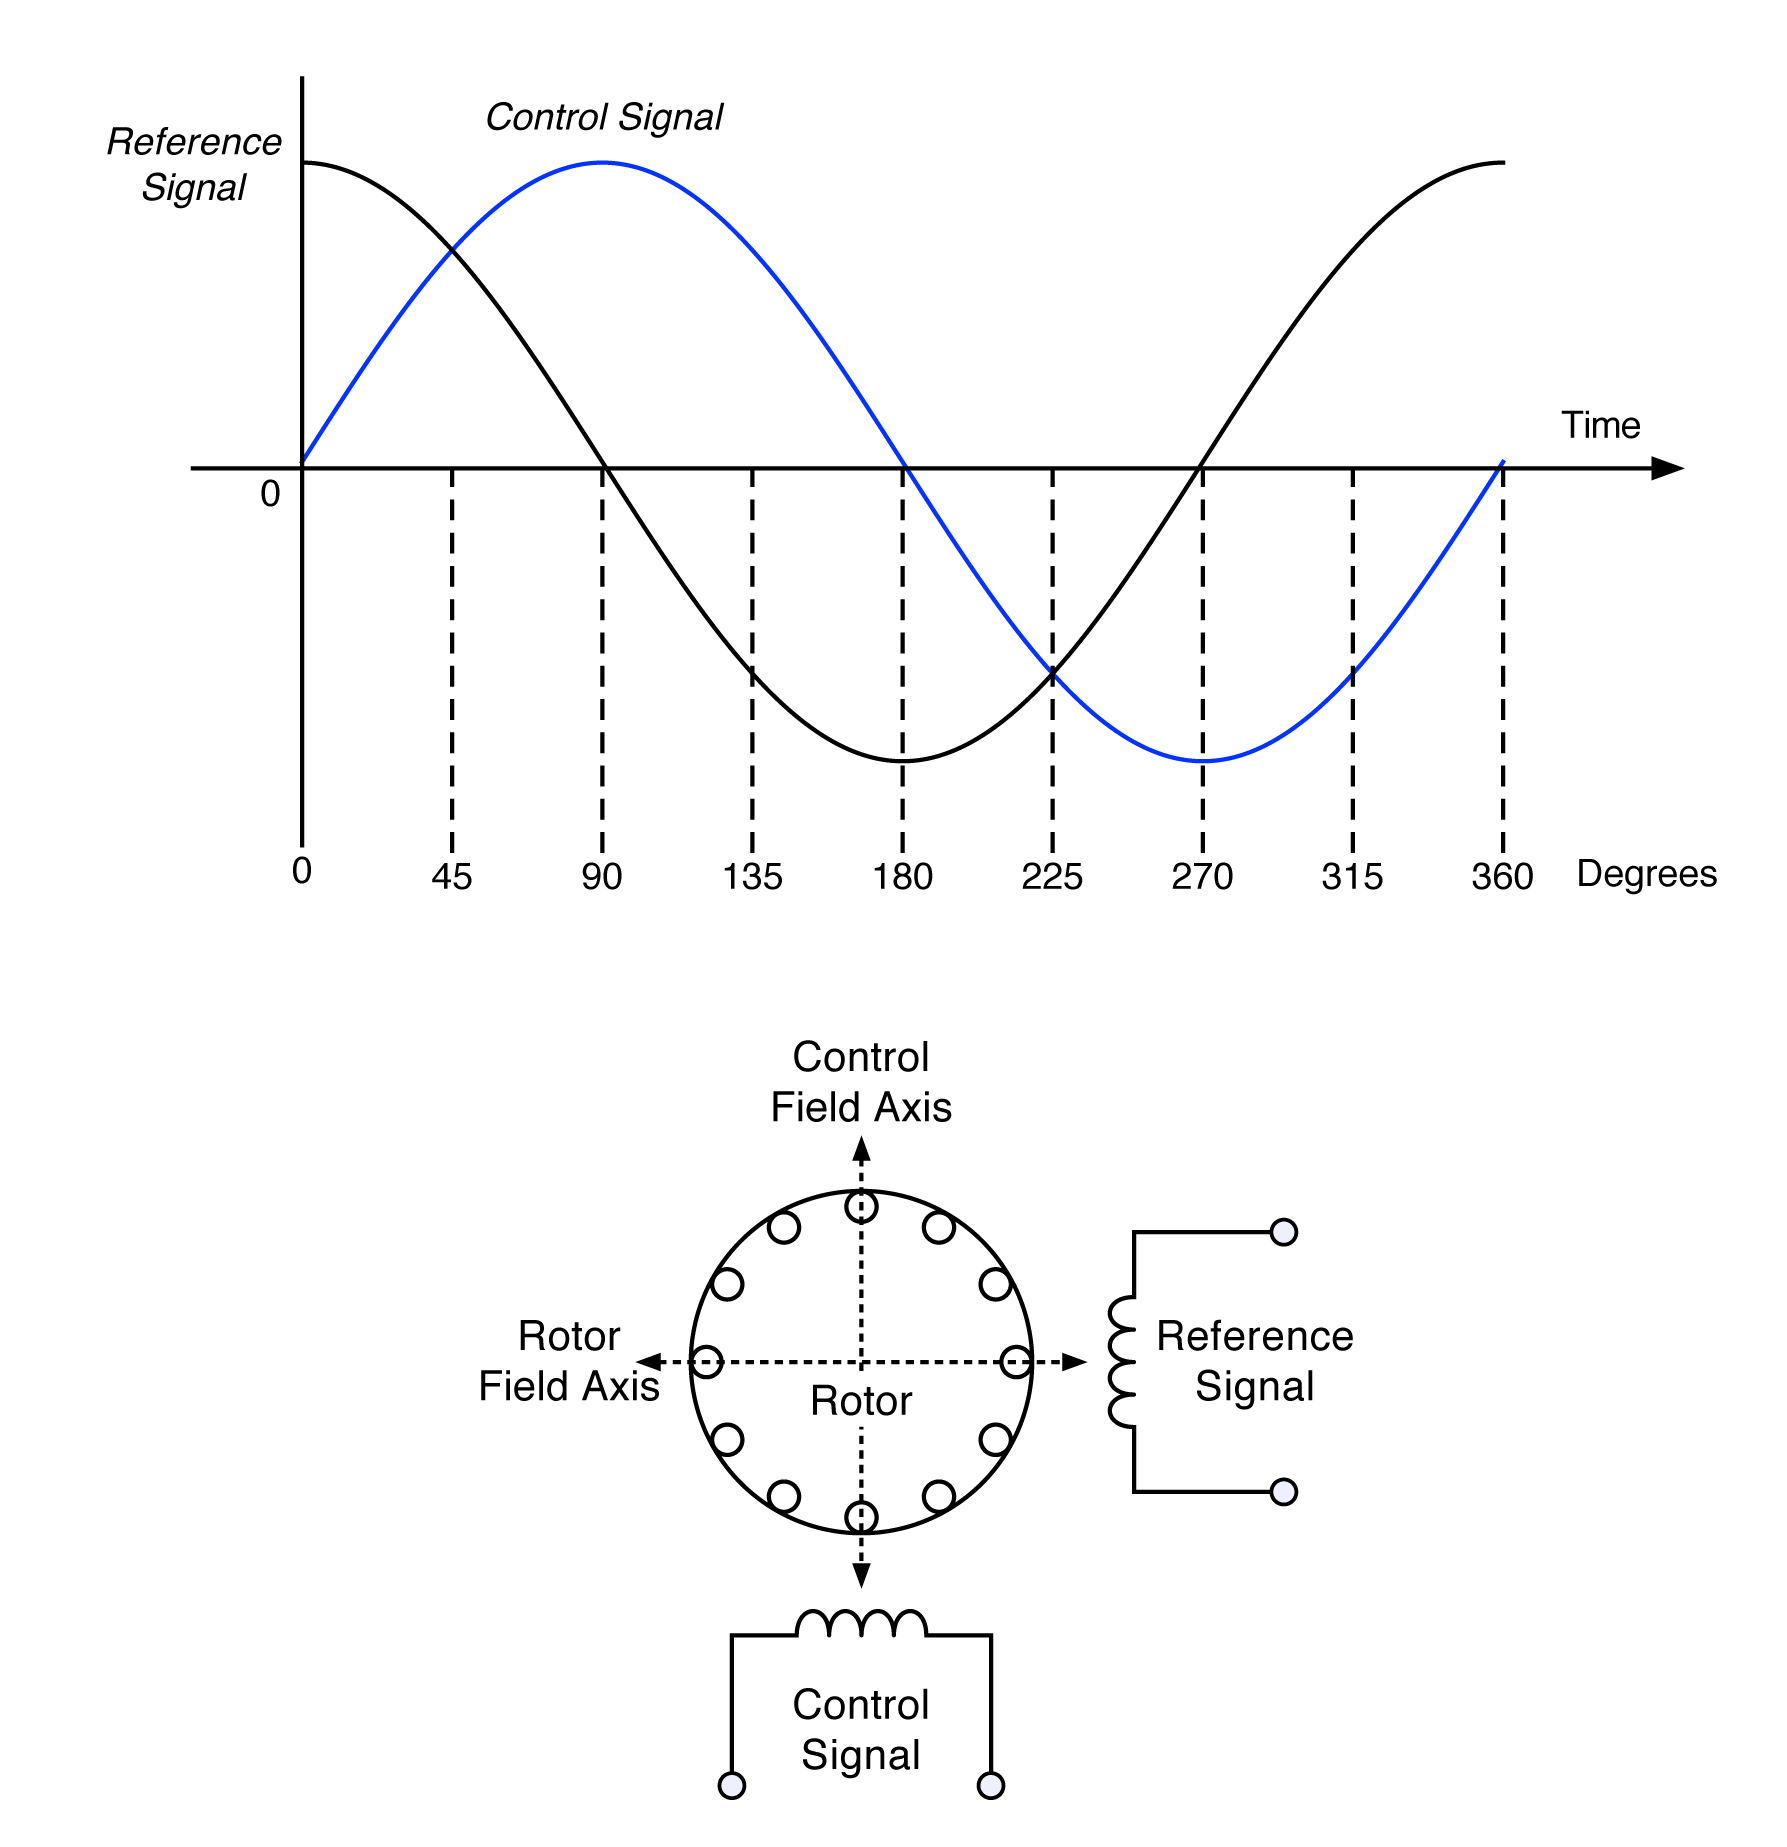 Control Signal
Reference
Signal
Time
0
0
45
90
135
180
225
270
315
360
Degrees
Control
Field Axis
Rotor
Field Axis
Rotor
Reference
Signal
Control
Signal